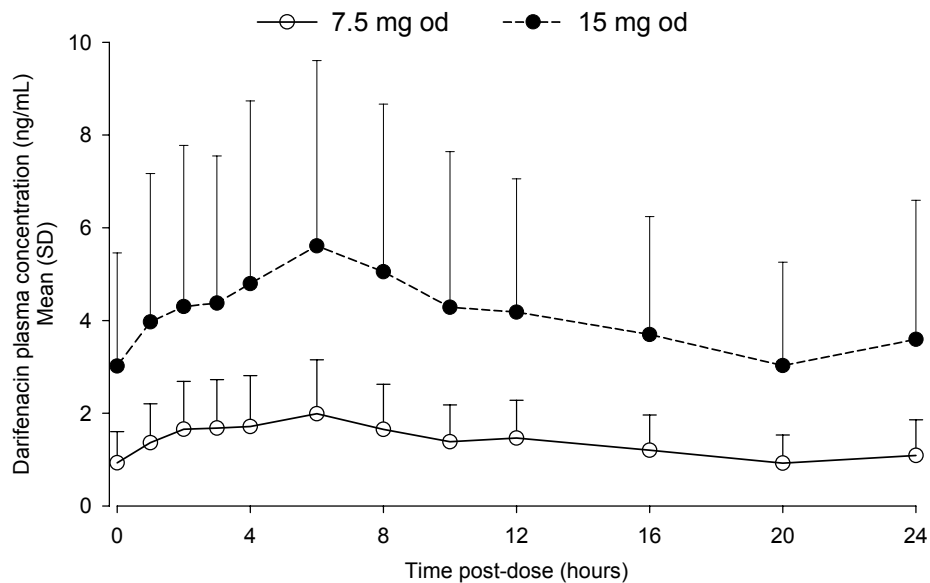 7.5 mg od 15 mg od
10
8
6
4
2
0
Darifenacin plasma concentration (ng/mL)
Mean (SD)
0 4 8 12 16 20 24
Time post-dose (hours)